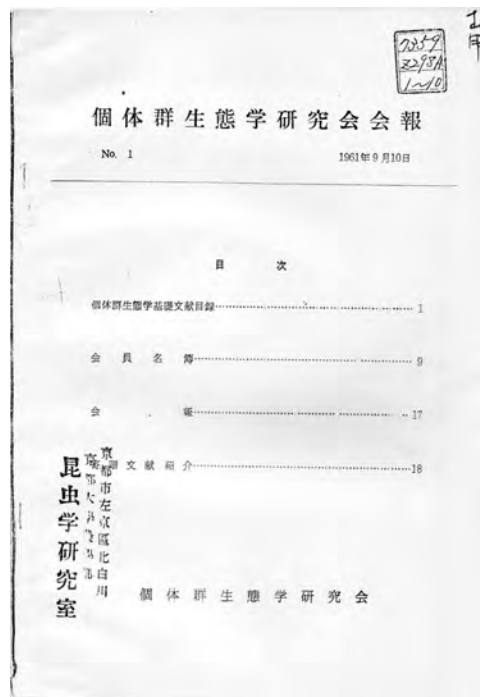 7359
Z298A
1~10
個体群生態学研究会会報
No. 1
1961年9月10日
目 次
個体群生態学基礎文献目録 1
会員名簿 9
会報 17
文献紹介 18
京都市左京區北白川
京都大学農学部
昆虫学研究室
個体群生態学研究会